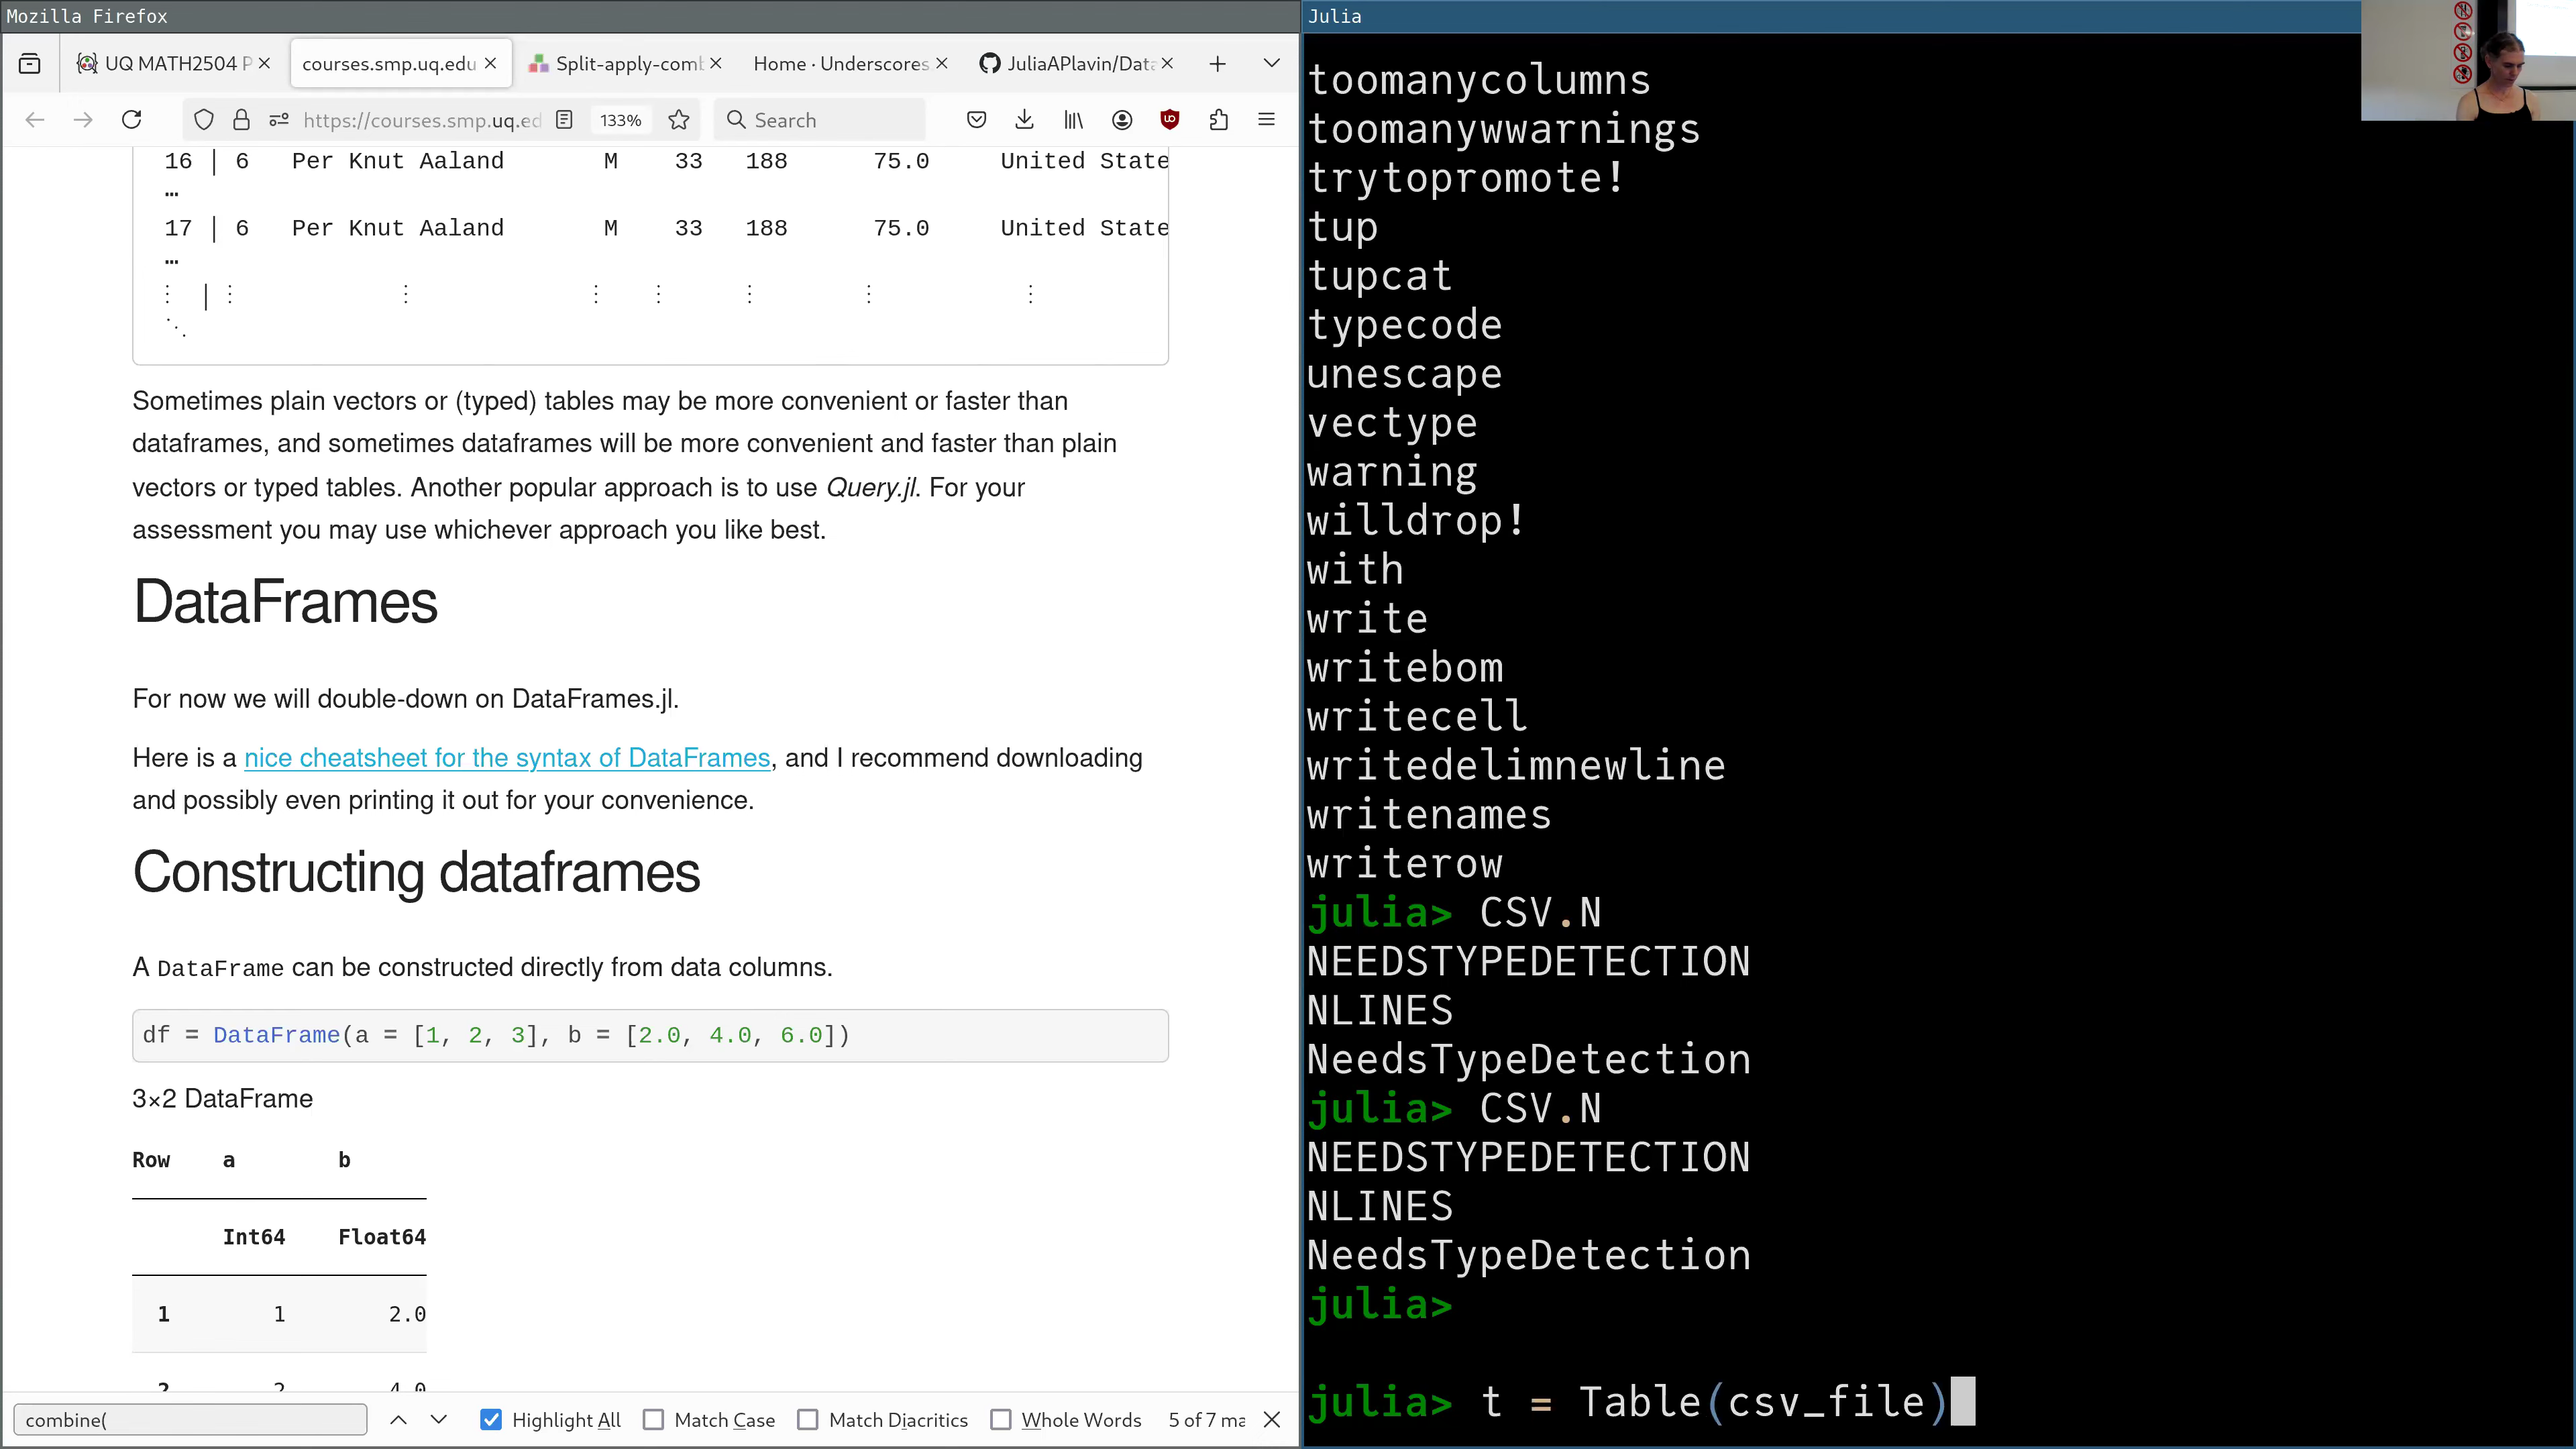 Mozilla Firefox
UQ MATH2504 P
courses.smp.uq.edu
Split-apply-comb
Home · Underscores.
JuliaAPlavin/Data
https://courses.smp.uq.ed
133%
Search
16 | 6 Per Knut Aaland M 33 188 75.0 United State
…
17 | 6 Per Knut Aaland M 33 188 75.0 United State
…
⋮ | ⋮ ⋮ ⋮ ⋮ ⋮ ⋮ ⋮
⋱
Sometimes plain vectors or (typed) tables may be more convenient or faster than
dataframes, and sometimes dataframes will be more convenient and faster than plain
vectors or typed tables. Another popular approach is to use Query.jl. For your
assessment you may use whichever approach you like best.
DataFrames
For now we will double-down on DataFrames.jl.
Here is a nice cheatsheet for the syntax of DataFrames, and I recommend downloading
and possibly even printing it out for your convenience.
Constructing dataframes
A DataFrame can be constructed directly from data columns.
df = DataFrame(a = [1, 2, 3], b = [2.0, 4.0, 6.0])
3×2 DataFrame
Row a b
Int64 Float64
1 1 2.0
2 2 4.0
combine(
Highlight All
Match Case
Match Diacritics
Whole Words
5 of 7 ma
Julia
toomanycolumns
toomanywwarnings
trytopromote!
tup
tupcat
typecode
unescape
vectype
warning
willdrop!
with
write
writebom
writecell
writedelimnewline
writenames
writerow
julia> CSV.N
NEEDSTYPEDETECTION
NLINES
NeedsTypeDetection
julia> CSV.N
NEEDSTYPEDETECTION
NLINES
NeedsTypeDetection
julia>
julia> t = Table(csv_file)